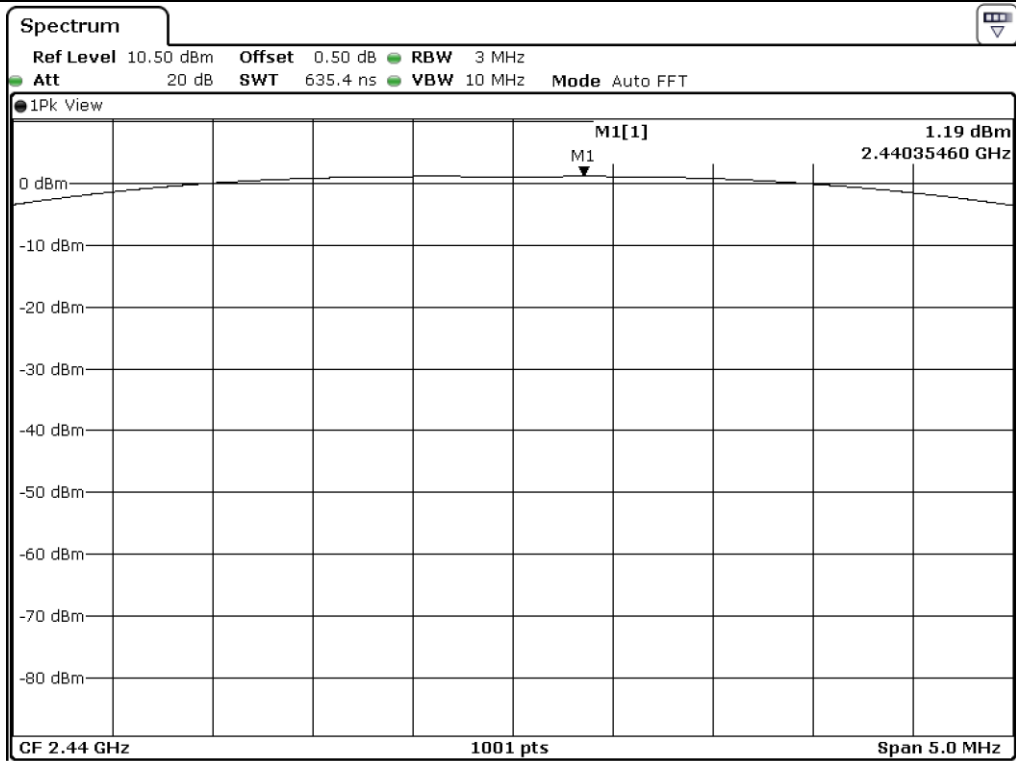 Spectrum
Ref Level 10.50 dBm Offset 0.50 dB RBW 3 MHz
Att 20 dB SWT 635.4 ns VBW 10 MHz Mode Auto FFT
1Pk View
M1[1] 1.19 dBm
2.44035460 GHz
M1
0 dBm
-10 dBm
-20 dBm
-30 dBm
-40 dBm
-50 dBm
-60 dBm
-70 dBm
-80 dBm
CF 2.44 GHz 1001 pts Span 5.0 MHz